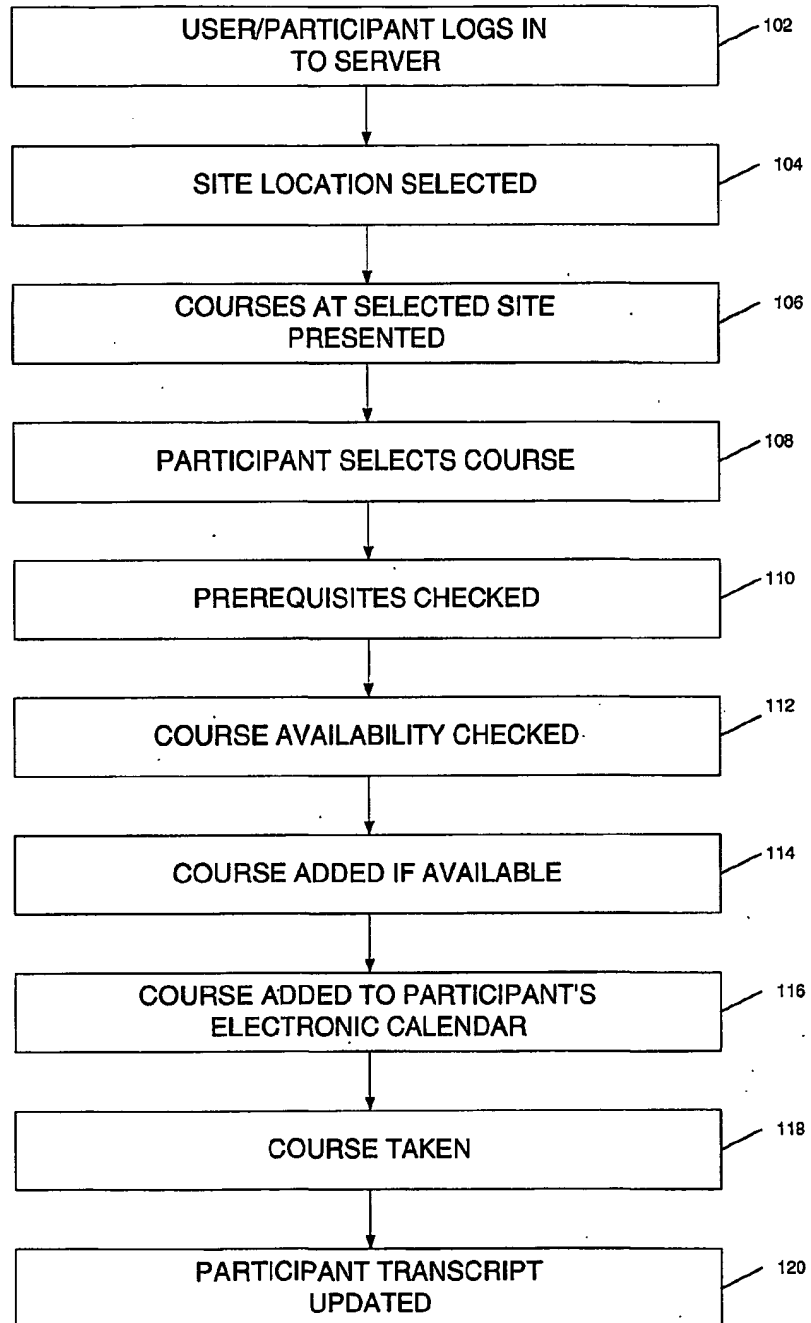 USER/PARTICIPANT LOGS IN
TO SERVER
102
SITE LOCATION SELECTED
104
COURSES AT SELECTED SITE
PRESENTED
106
PARTICIPANT SELECTS COURSE
108
PREREQUISITES CHECKED
110
COURSE AVAILABILITY CHECKED
112
COURSE ADDED IF AVAILABLE
114
COURSE ADDED TO PARTICIPANT'S
ELECTRONIC CALENDAR
116
COURSE TAKEN
118
PARTICIPANT TRANSCRIPT
UPDATED
120